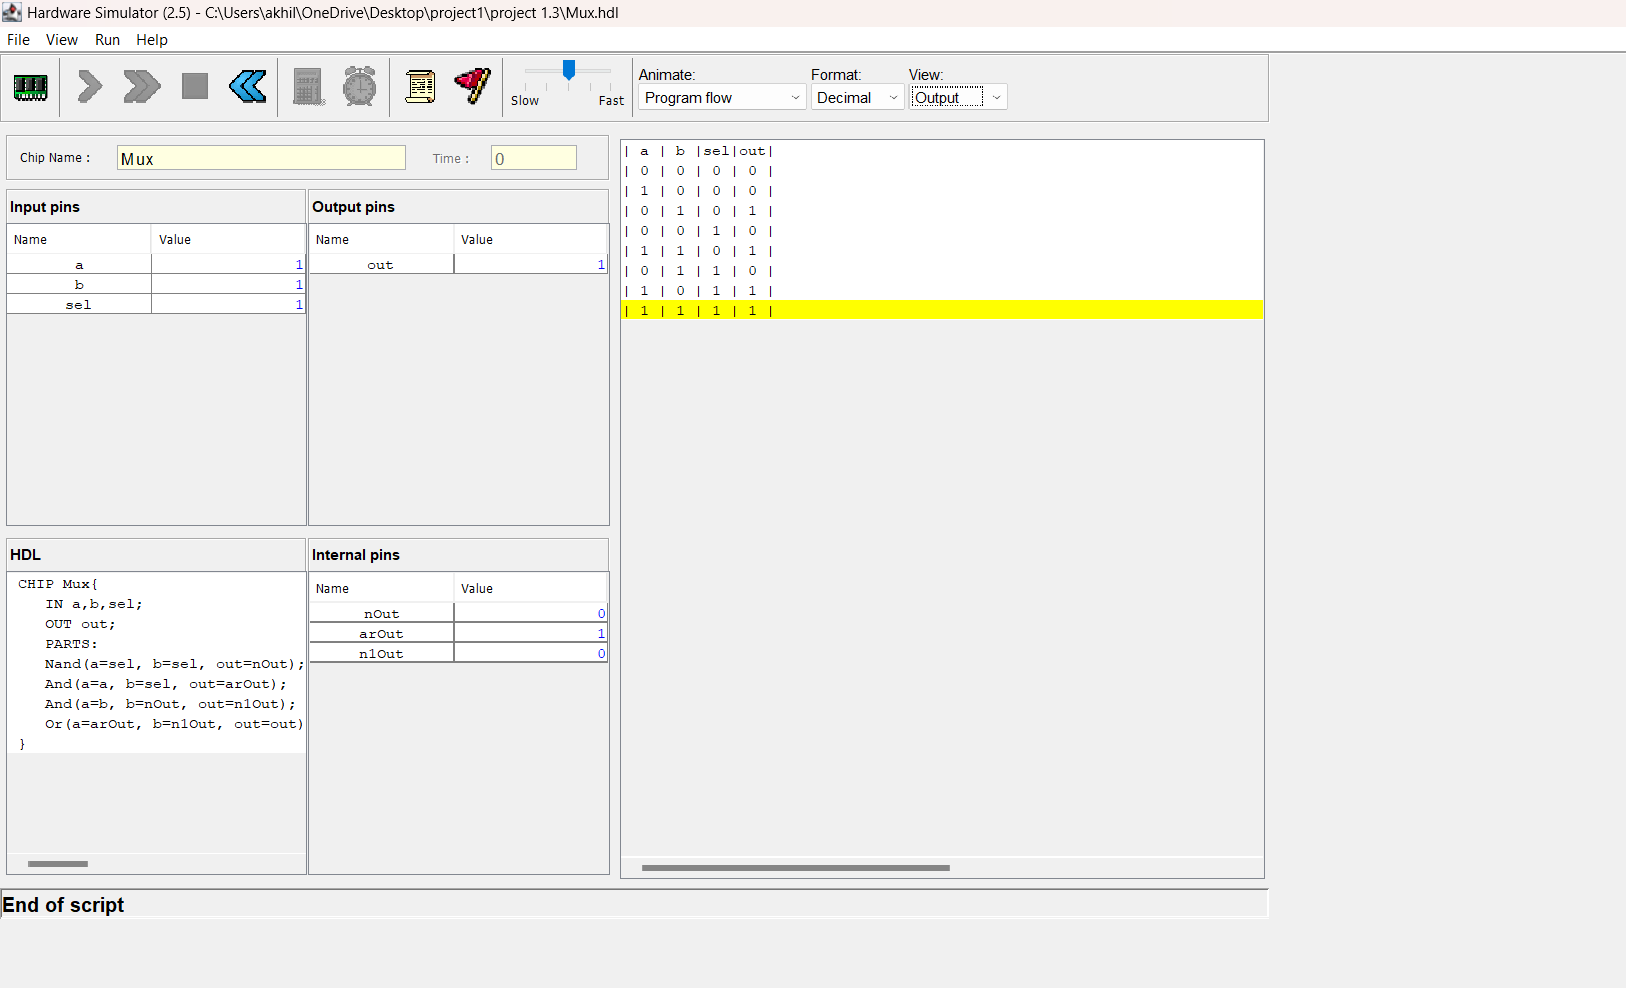 Hardware Simulator (2.5) - C:\Users\akhil\OneDrive\Desktop\project1\project 1.3\Mux.hdl
File View Run Help
Slow Fast
Animate: Format: View:
Program flow Decimal Output
Chip Name : Mux Time : 0
Input pins
Name Value
a 1
b 1
sel 1
Output pins
Name Value
out 1
HDL
CHIP Mux{
IN a,b,sel;
OUT out;
PARTS:
Nand(a=sel, b=sel, out=nOut);
And(a=a, b=sel, out=arOut);
And(a=b, b=nOut, out=n1Out);
Or(a=arOut, b=n1Out, out=out)
}
Internal pins
Name Value
nOut 0
arOut 1
n1Out 0
| a | b |sel|out|
| 0 | 0 | 0 | 0 |
| 1 | 0 | 0 | 0 |
| 0 | 1 | 0 | 1 |
| 0 | 0 | 1 | 0 |
| 1 | 1 | 0 | 1 |
| 0 | 1 | 1 | 0 |
| 1 | 0 | 1 | 1 |
| 1 | 1 | 1 | 1 |
End of script